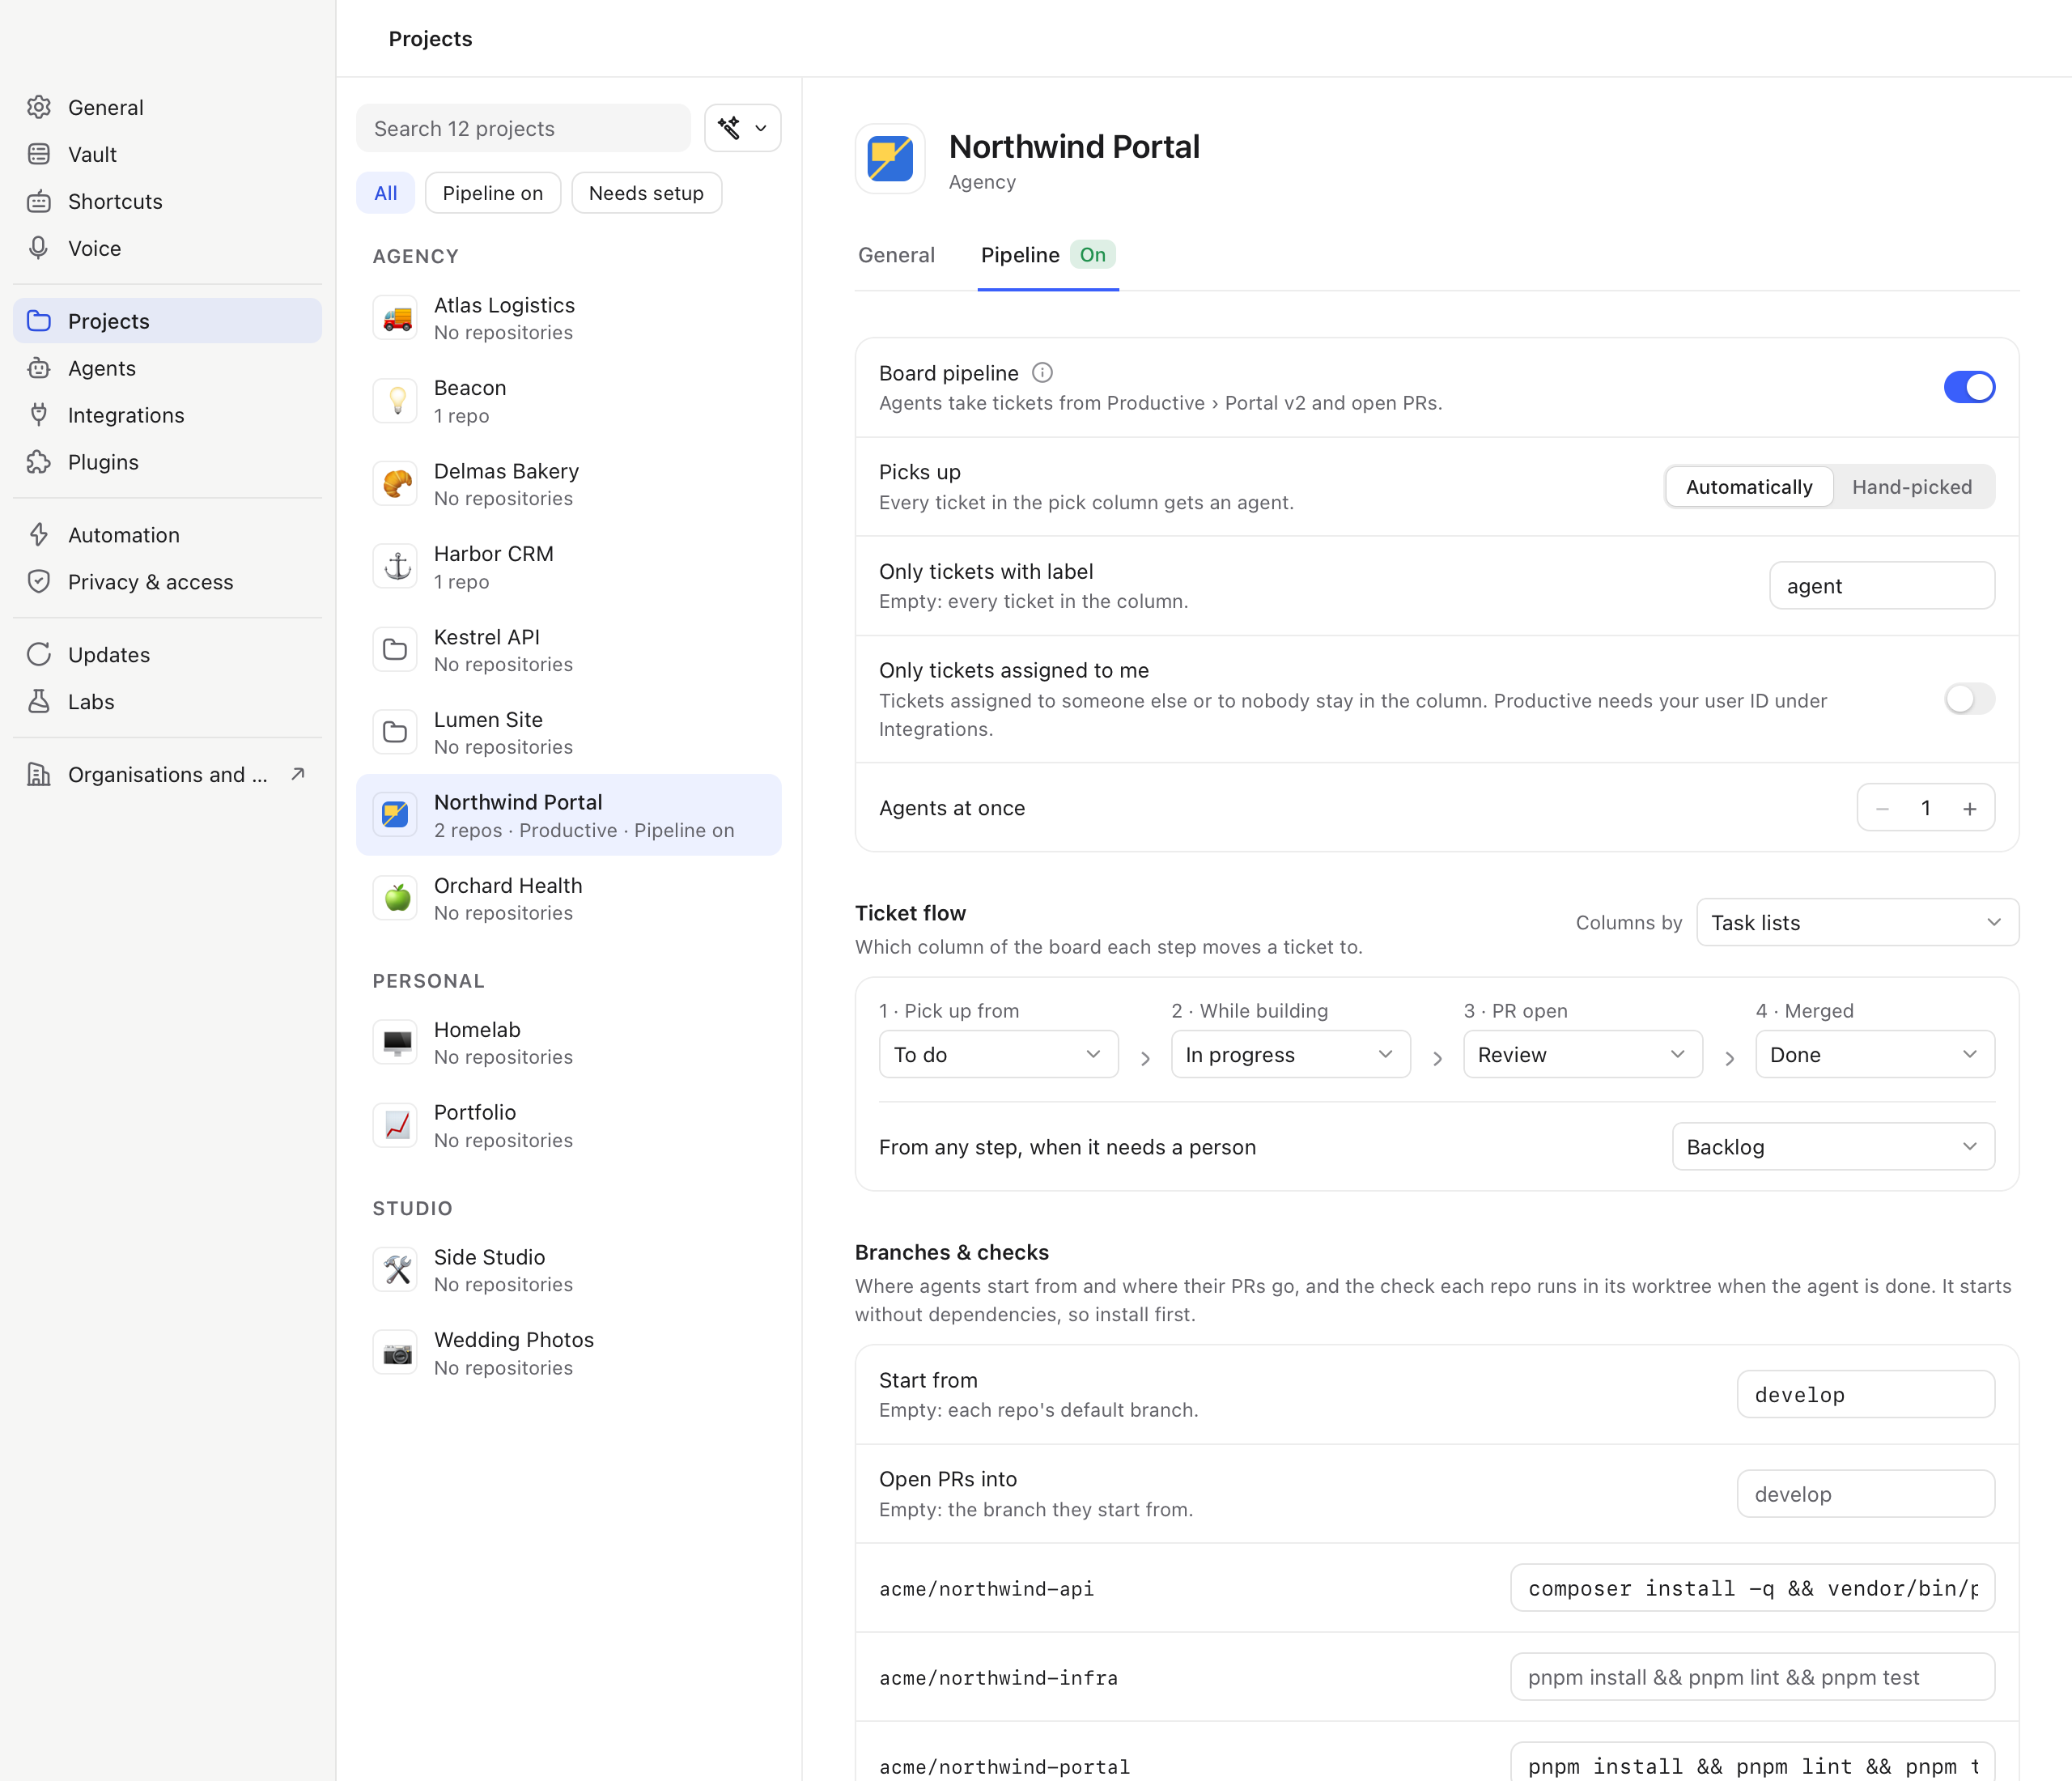 Projects
General
Vault
Shortcuts
Voice
Projects
Agents
Integrations
Plugins
Automation
Privacy & access
Updates
Labs
Organisations and ...
Search 12 projects
All
Pipeline on
Needs setup
AGENCY
Atlas Logistics
No repositories
Beacon
1 repo
Delmas Bakery
No repositories
Harbor CRM
1 repo
Kestrel API
No repositories
Lumen Site
No repositories
Northwind Portal
2 repos · Productive · Pipeline on
Orchard Health
No repositories
PERSONAL
Homelab
No repositories
Portfolio
No repositories
STUDIO
Side Studio
No repositories
Wedding Photos
No repositories
Northwind Portal
Agency
General
Pipeline On
Board pipeline
Agents take tickets from Productive › Portal v2 and open PRs.
Picks up
Every ticket in the pick column gets an agent.
Automatically
Hand-picked
Only tickets with label
Empty: every ticket in the column.
agent
Only tickets assigned to me
Tickets assigned to someone else or to nobody stay in the column. Productive needs your user ID under
Integrations.
Agents at once
− 1 +
Ticket flow
Which column of the board each step moves a ticket to.
Columns by
Task lists
1 · Pick up from
2 · While building
3 · PR open
4 · Merged
To do
In progress
Review
Done
From any step, when it needs a person
Backlog
Branches & checks
Where agents start from and where their PRs go, and the check each repo runs in its worktree when the agent is done. It starts
without dependencies, so install first.
Start from
Empty: each repo's default branch.
develop
Open PRs into
Empty: the branch they start from.
develop
acme/northwind-api
composer install -q && vendor/bin/p
acme/northwind-infra
pnpm install && pnpm lint && pnpm test
acme/northwind-portal
pnpm install && pnpm lint && pnpm t